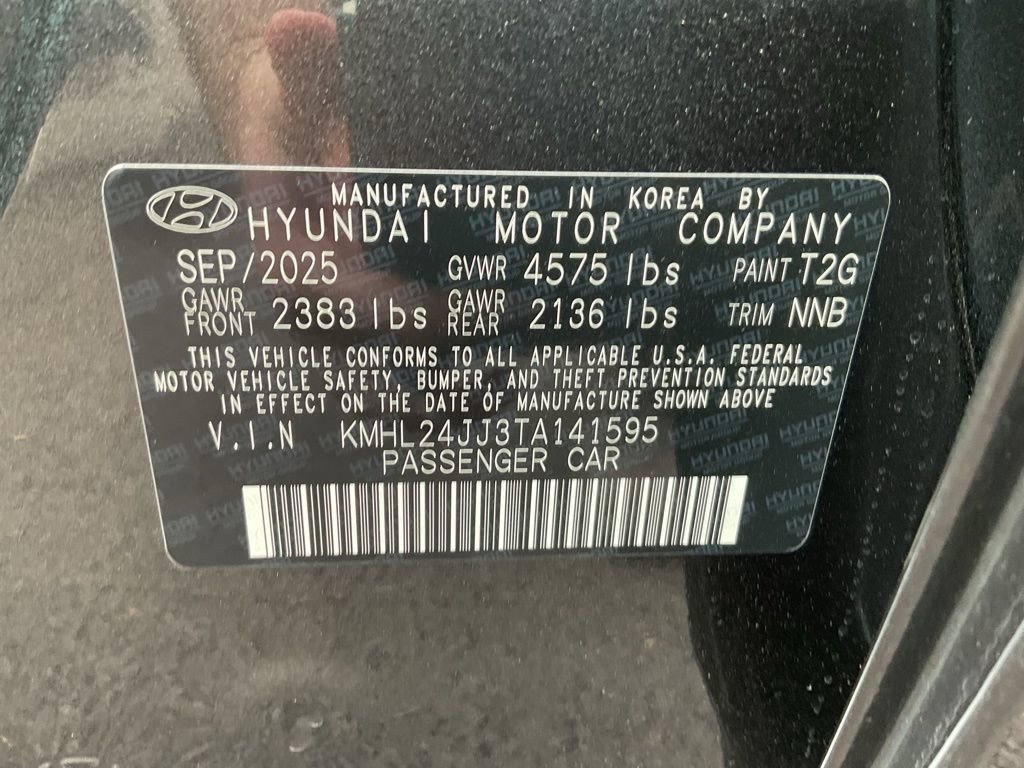 MANUFACTURED IN KOREA BY
HYUNDAI MOTOR COMPANY
SEP/2025 GVWR 4575 lbs PAINT T2G
GAWR FRONT 2383 lbs GAWR REAR 2136 lbs TRIM NNB
THIS VEHICLE CONFORMS TO ALL APPLICABLE U.S.A. FEDERAL
MOTOR VEHICLE SAFETY, BUMPER, AND THEFT PREVENTION STANDARDS
IN EFFECT ON THE DATE OF MANUFACTURE SHOWN ABOVE
V.I.N KMHL24JJ3TA141595
PASSENGER CAR